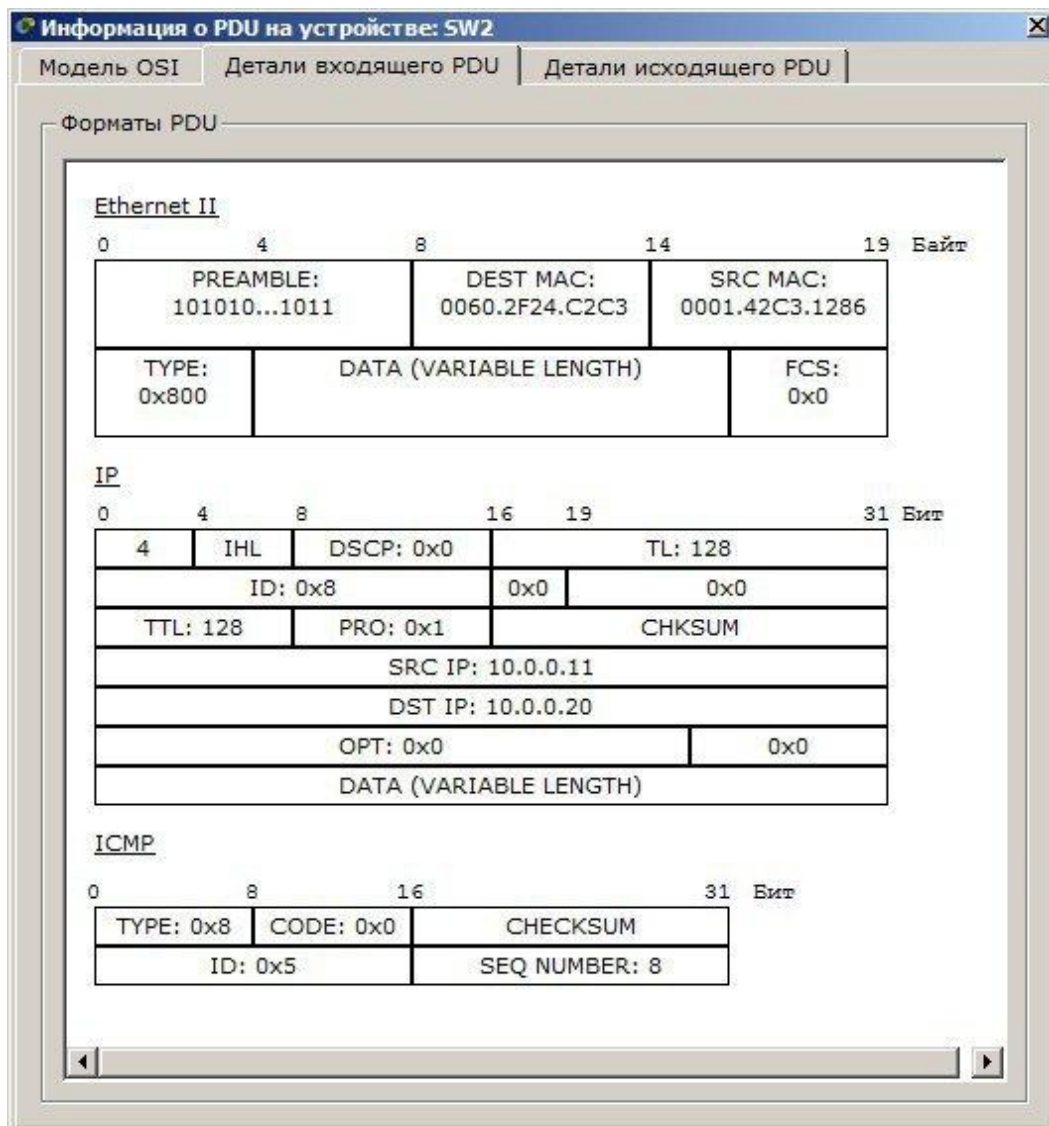 Информация о PDU на устройстве: SW2
Модель OSI Детали входящего PDU Детали исходящего PDU
Форматы PDU
Ethernet II
0 4 8 14 19 Байт
PREAMBLE: DEST MAC: SRC MAC:
101010...1011 0060.2F24.C2C3 0001.42C3.1286
TYPE: DATA (VARIABLE LENGTH) FCS:
0x800 0x0
IP
0 4 8 16 19 31 Бит
4 IHL DSCP: 0x0 TL: 128
ID: 0x8 0x0 0x0
TTL: 128 PRO: 0x1 CHKSUM
SRC IP: 10.0.0.11
DST IP: 10.0.0.20
OPT: 0x0 0x0
DATA (VARIABLE LENGTH)
ICMP
0 8 16 31 Бит
TYPE: 0x8 CODE: 0x0 CHECKSUM
ID: 0x5 SEQ NUMBER: 8